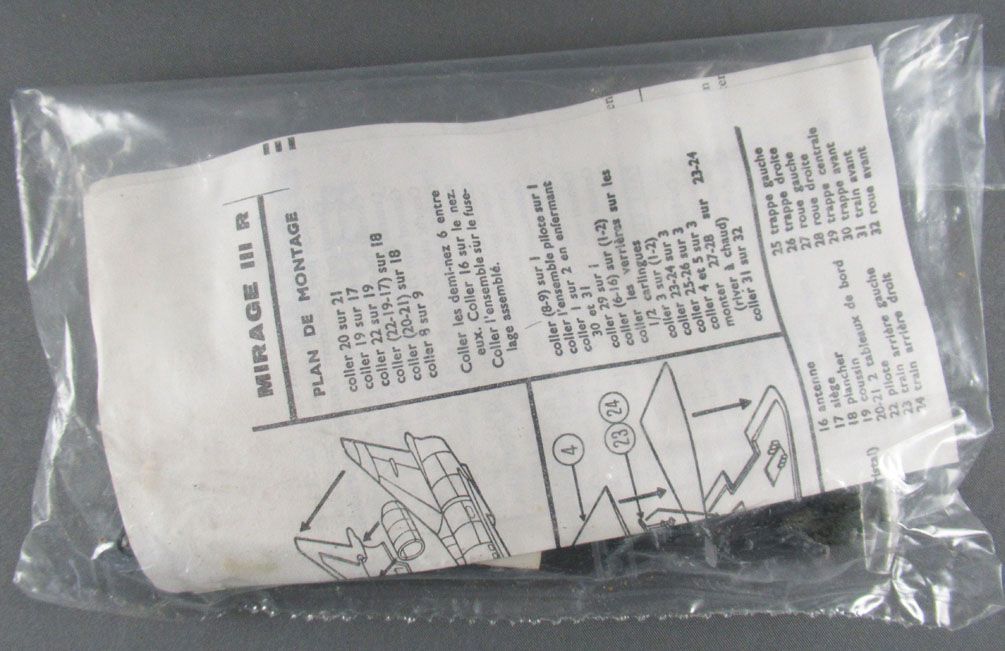 MIRAGE III R
PLAN DE MONTAGE
coller 20 sur 21
coller 19 sur 17
coller 22 sur 19
coller (22-19-17) sur 18
coller (20-21) sur 18
coller 8 sur 9
Coller les demi-nez 6 entre
eux. Coller 16 sur le nez.
Coller l'ensemble sur le fuse-
lage assemblé.
coller (8-9) sur 1
coller l'ensemble pilote sur 1
coller 1 sur 2 en enfermant
30 et 31
coller 29 sur 1
coller (6-16) sur (1-2)
coller les verrières sur les
carlingues
coller 1/2 3 sur (1-2)
coller 3 sur 3
coller 23-24 sur 3
coller 25-26 sur 3
coller 4 et 5 sur 3
monter 27-28 sur 23-24
(river à chaud)
coller 31 sur 32
4
23 24
16 antenne
17 siège
18 plancher
19 coussin
20-21 2 tableaux de bord
22 pilote
23 train arrière gauche
24 train arrière droit
25 trappe gauche
26 trappe droite
27 roue gauche
28 roue droite
29 trappe centrale
30 trappe avant
31 train avant
32 roue avant
istal)
en
n
er